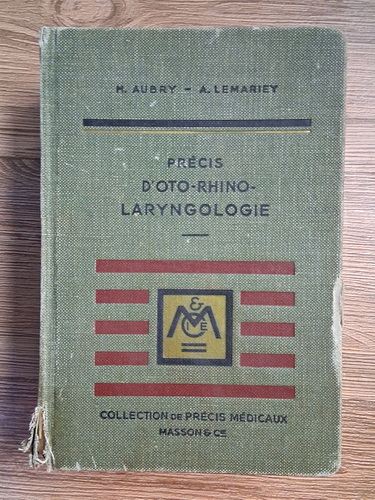 M. AUBRY - A. LEMARIEY
PRÉCIS
D'OTO-RHINO-
LARYNGOLOGIE
&
M
CIE
COLLECTION DE PRÉCIS MÉDICAUX
MASSON & CIE